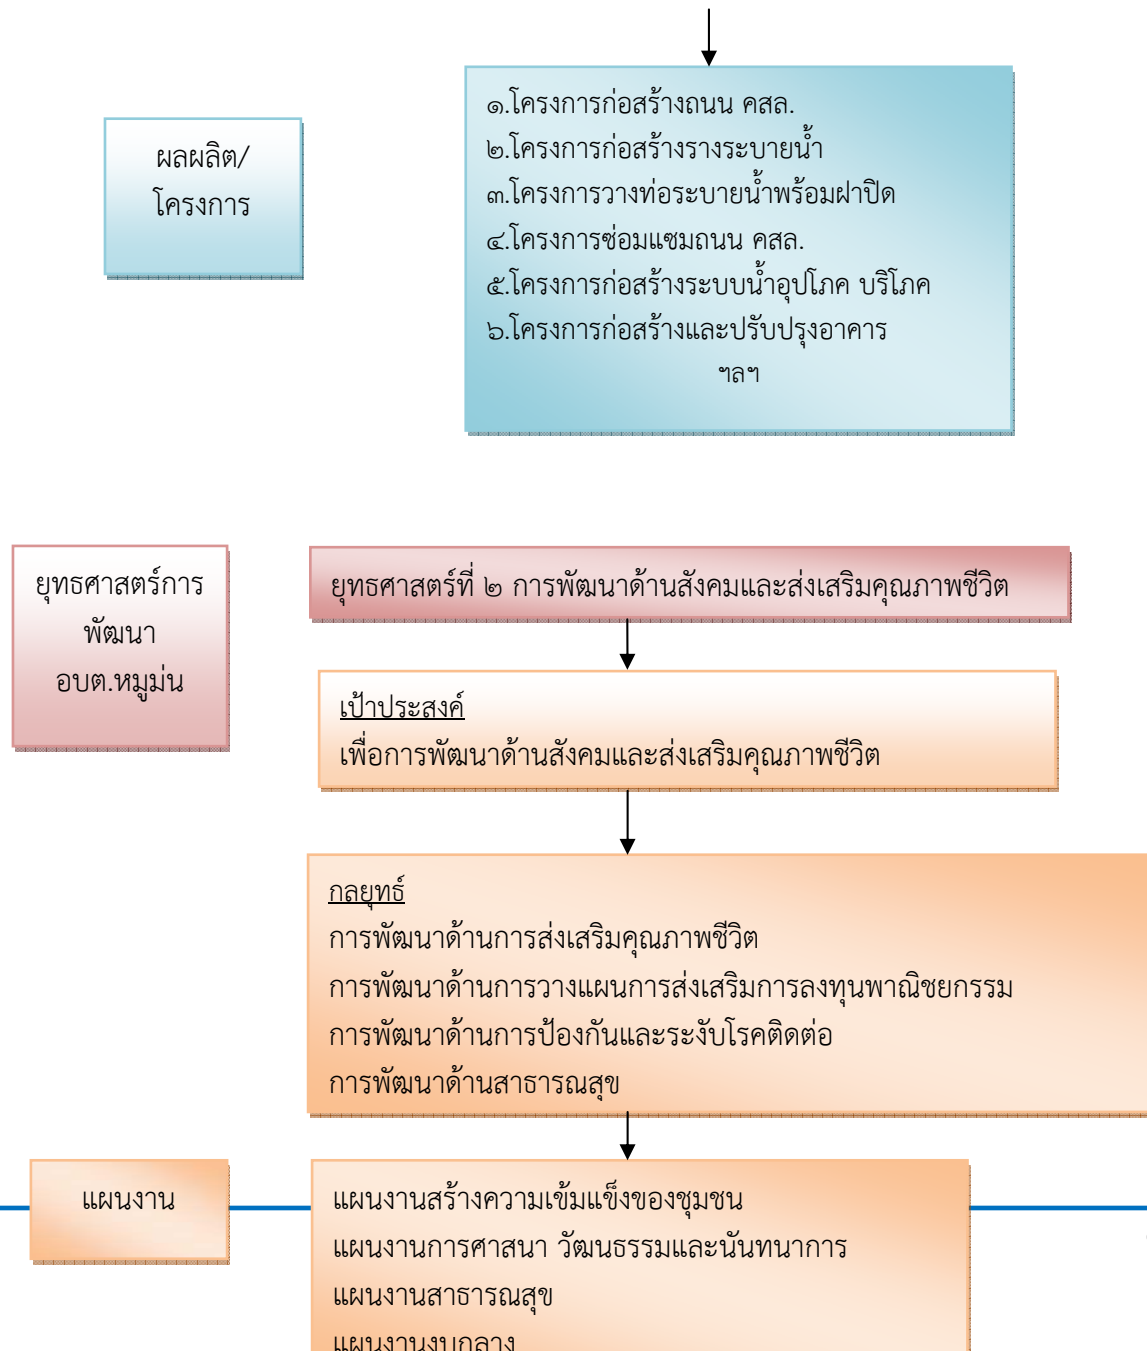 ผลผลิต/
โครงการ
๑.โครงการก่อสร้างถนน คสล.
๒.โครงการก่อสร้างรางระบายน้ำ
๓.โครงการวางท่อระบายน้ำพร้อมฝาปิด
๔.โครงการซ่อมแซมถนน คสล.
๕.โครงการก่อสร้างระบบน้ำอุปโภค บริโภค
๖.โครงการก่อสร้างและปรับปรุงอาคาร
ฯลฯ
ยุทธศาสตร์การ
พัฒนา
อบต.หมูม่น
ยุทธศาสตร์ที่ ๒ การพัฒนาด้านสังคมและส่งเสริมคุณภาพชีวิต
เป้าประสงค์
เพื่อการพัฒนาด้านสังคมและส่งเสริมคุณภาพชีวิต
กลยุทธ์
การพัฒนาด้านการส่งเสริมคุณภาพชีวิต
การพัฒนาด้านการวางแผนการส่งเสริมการลงทุนพาณิชยกรรม
การพัฒนาด้านการป้องกันและระงับโรคติดต่อ
การพัฒนาด้านสาธารณสุข
แผนงาน
แผนงานสร้างความเข้มแข็งของชุมชน
แผนงานการศาสนา วัฒนธรรมและนันทนาการ
แผนงานสาธารณสุข
แผนงานงบกลาง